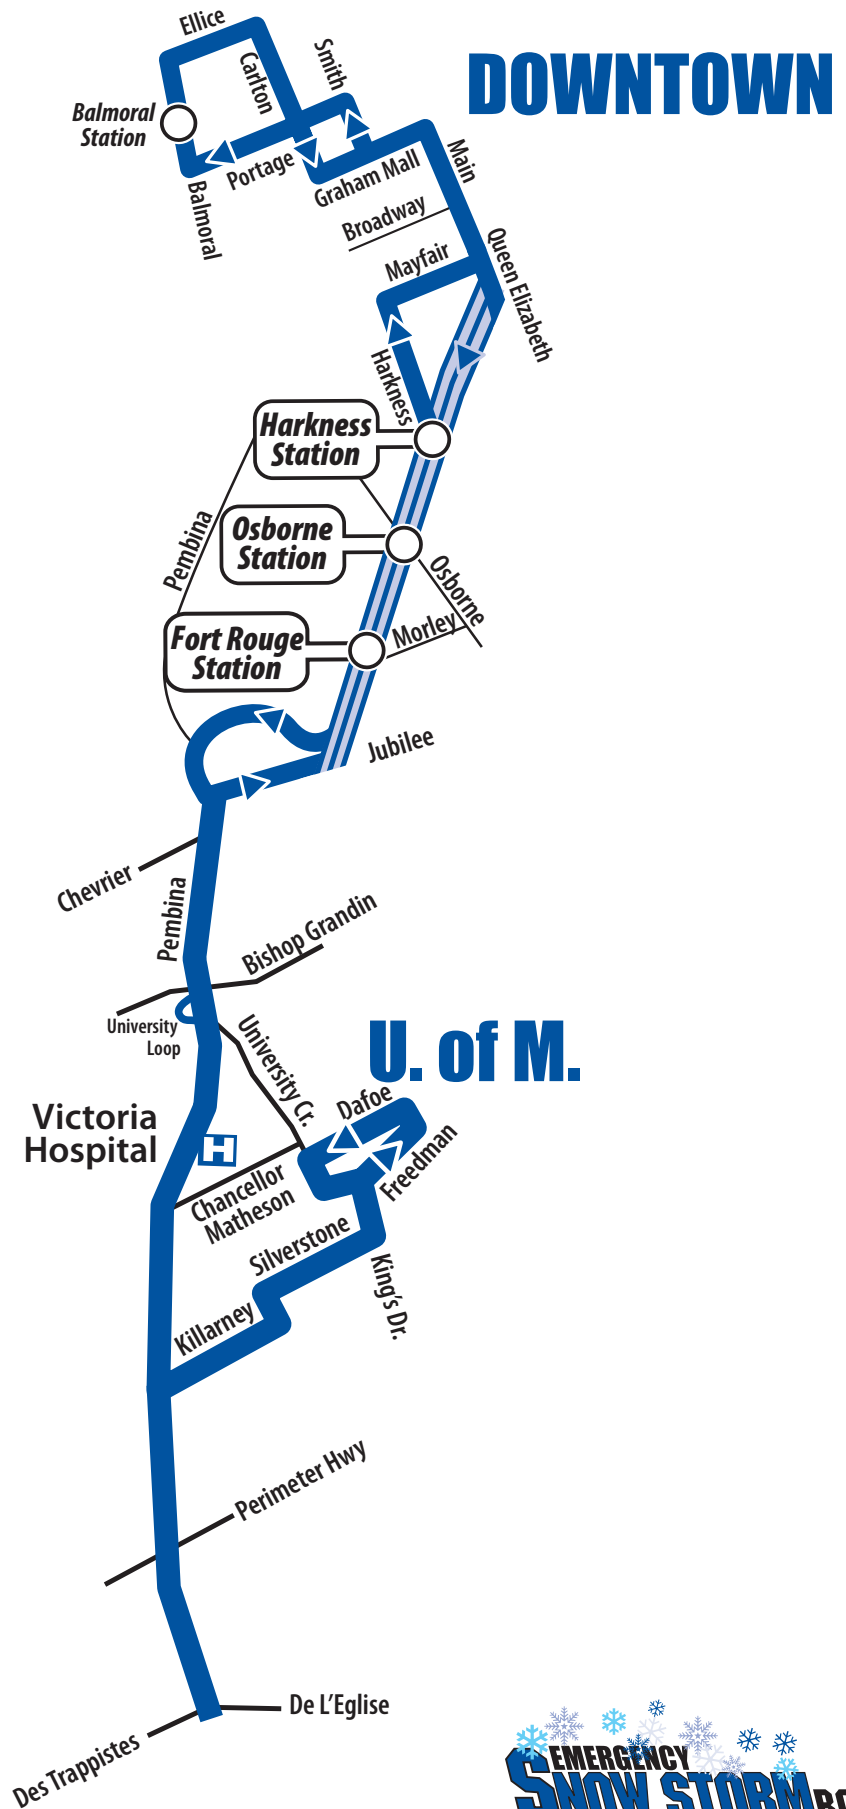 DOWNTOWN
Ellice
Carlton
Smith
Balmoral
Station
Portage
Balmoral
Graham Mall
Main
Broadway
Mayfair
Queen Elizabeth
Harkness
Harkness
Station
Pembina
Osborne
Station
Osborne
Morley
Fort Rouge
Station
Jubilee
Chevrier
Pembina
Bishop Grandin
University
Loop
University Cr.
U. of M.
Dafoe
Freedman
Victoria
Hospital
H
Chancellor
Matheson
Silverstone
King's Dr.
Killarney
Perimeter Hwy
De L'Eglise
Des Trappistes
EMERGENCY
SNOW STORM